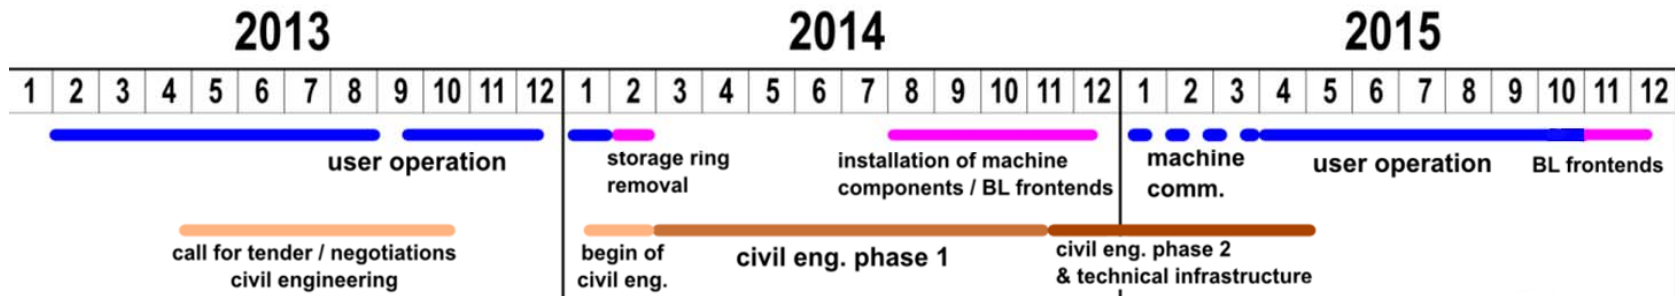 2013 2014 2015
1 2 3 4 5 6 7 8 9 10 11 12 1 2 3 4 5 6 7 8 9 10 11 12 1 2 3 4 5 6 7 8 9 10 11 12
user operation
storage ring
removal
installation of machine
components / BL frontends
machine
comm.
user operation
BL frontends
call for tender / negotiations
civil engineering
begin of
civil eng.
civil eng. phase 1
civil eng. phase 2
& technical infrastructure